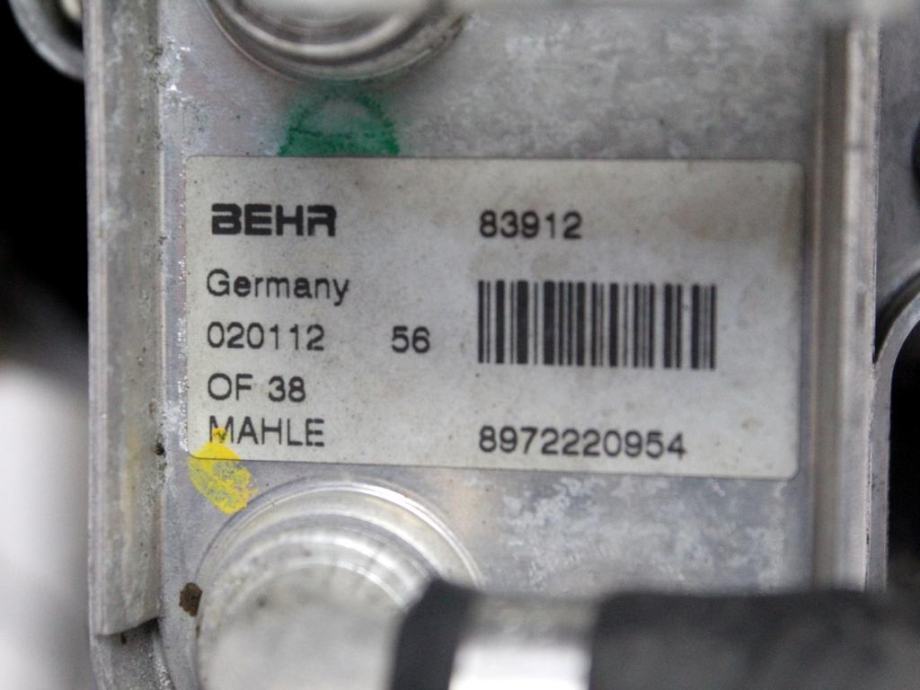 BEHR 83912
Germany
020112 56
OF 38
MAHLE 8972220954